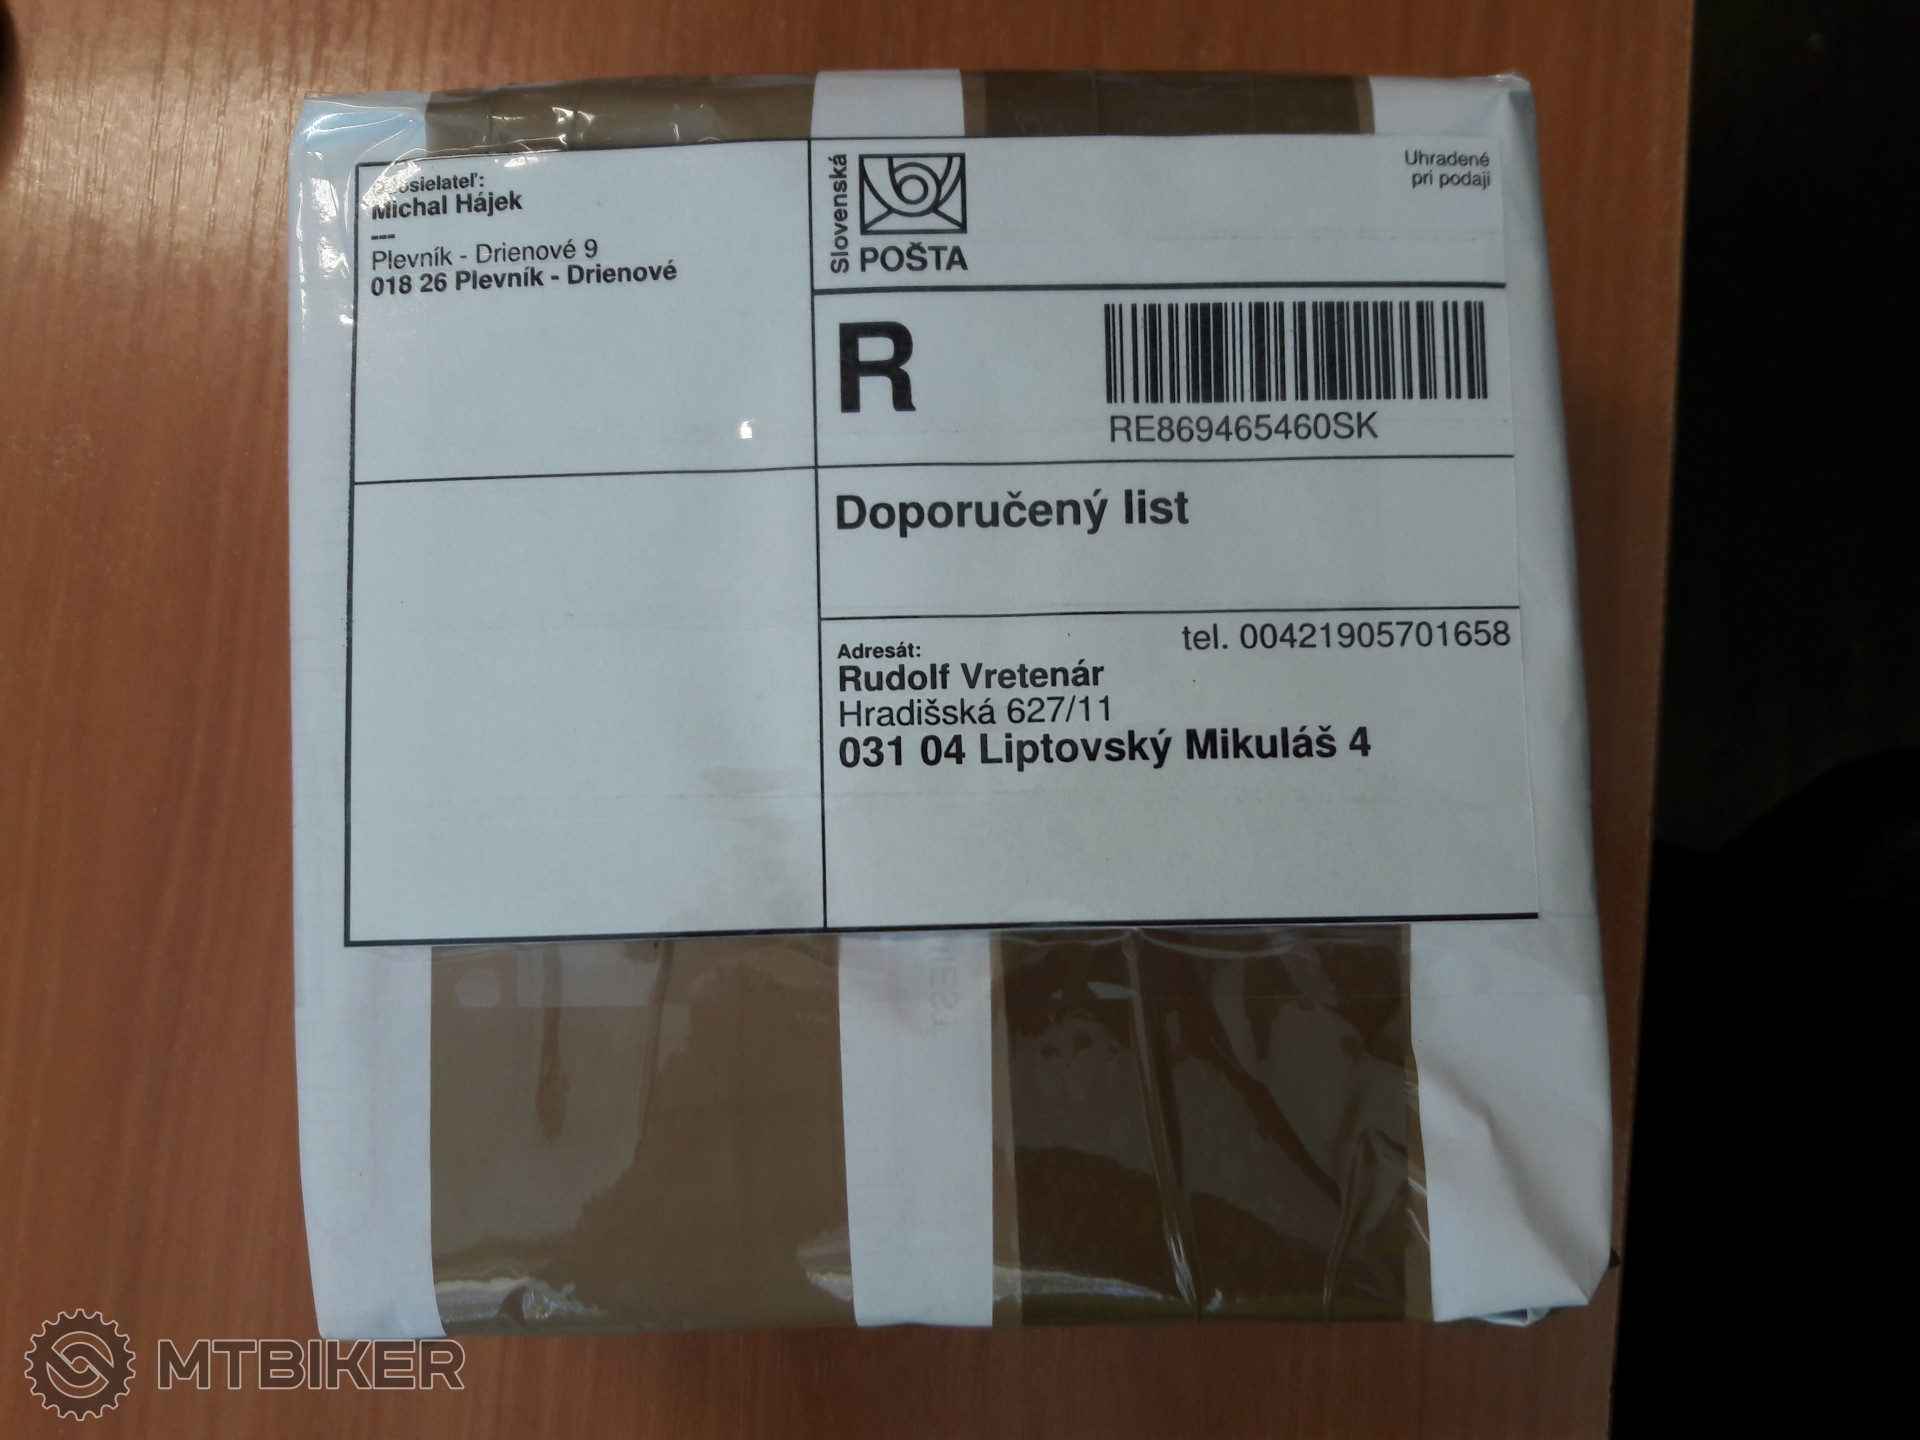 Odosielateľ:
Michal Hájek
---
Plevník - Drienové 9
018 26 Plevník - Drienové
Slovenská
POŠTA
Uhradené
pri podaji
R
RE869465460SK
Doporučený list
tel. 00421905701658
Adresát:
Rudolf Vretenár
Hradišská 627/11
031 04 Liptovský Mikuláš 4
MTBIKER